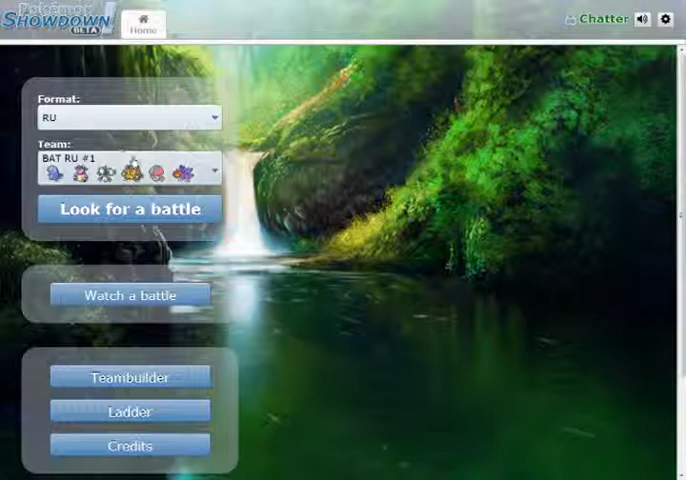 Pokémon
SHOWDOWN!
BETA
Home
Chatter
Format:
RU
Team:
BAT RU #1
Look for a battle
Watch a battle
Teambuilder
Ladder
Credits